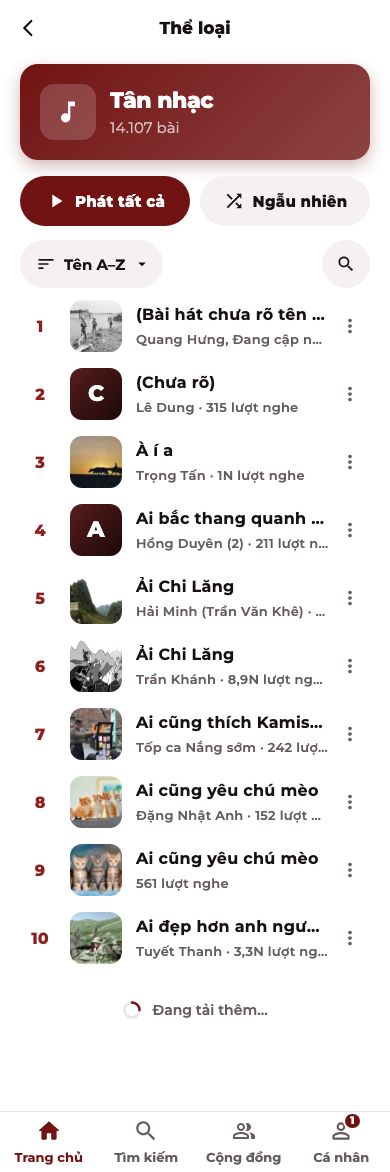 Thể loại
Tân nhạc
14.107 bài
Phát tất cả
Ngẫu nhiên
Tên A–Z
1
(Bài hát chưa rõ tên ...
Quang Hưng, Đang cập n...
2
C
(Chưa rõ)
Lê Dung · 315 lượt nghe
3
À í a
Trọng Tấn · 1N lượt nghe
4
A
Ai bắc thang quanh ...
Hồng Duyên (2) · 211 lượt n...
5
Ải Chi Lăng
Hải Minh (Trần Văn Khê) · ...
6
Ải Chi Lăng
Trần Khánh · 8,9N lượt ng...
7
Ai cũng thích Kamis...
Tốp ca Nắng sớm · 242 lượ...
8
Ai cũng yêu chú mèo
Đặng Nhật Anh · 152 lượt ...
9
Ai cũng yêu chú mèo
561 lượt nghe
10
Ai đẹp hơn anh ngư...
Tuyết Thanh · 3,3N lượt ng...
Đang tải thêm...
1
Trang chủ
Tìm kiếm
Cộng đồng
Cá nhân